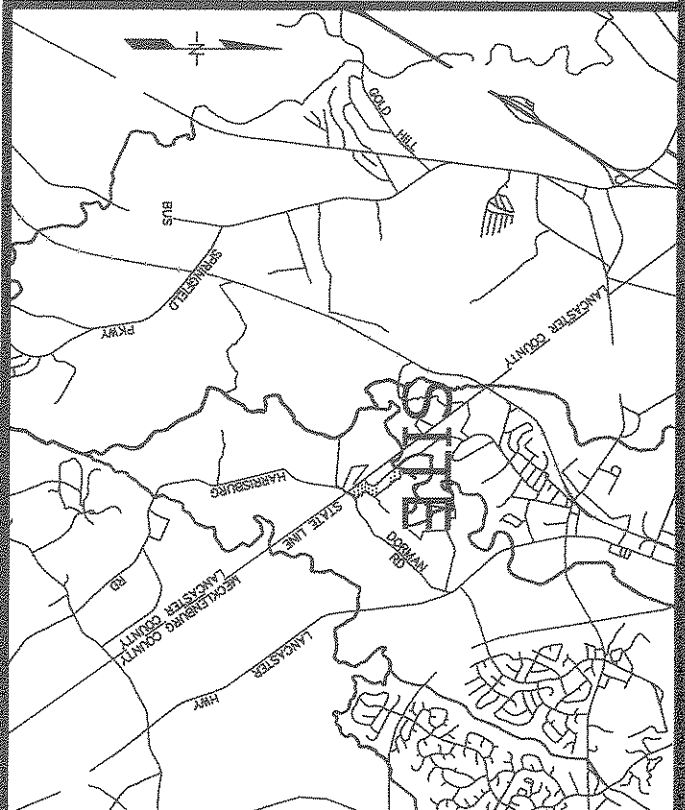 N
GOLD
HILL
BUS
SPRINGFIELD
PKWY
LANCASTER COUNTY
SITE
HARRISBURG
RD
STATE LINE
DORMAN
RD
MECKLENBURG COUNTY
LANCASTER COUNTY
LANCASTER
HWY